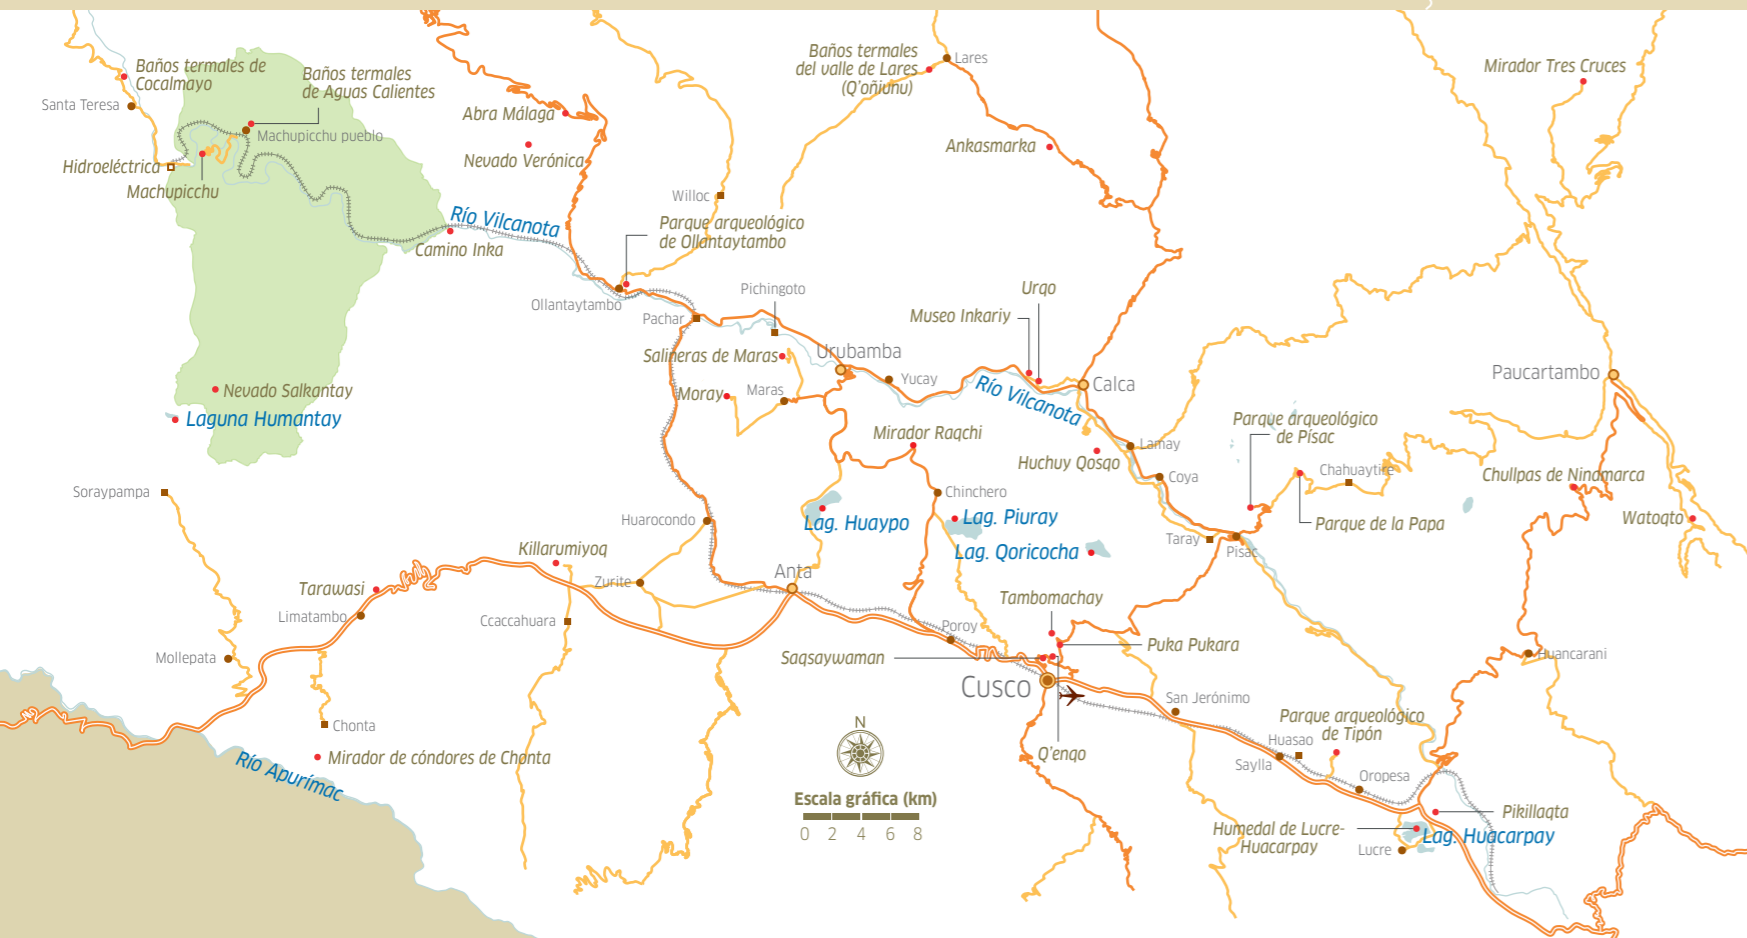 Baños termales de
Cocalmayo
Santa Teresa
Hidroeléctrica
Machupicchu
Baños termales
de Aguas Calientes
Machupicchu pueblo
Abra Málaga
Nevado Verónica
Río Vilcanota
Camino Inka
Willoc
Parque arqueológico
de Ollantaytambo
Ollantaytambo
Baños termales
del valle de Lares
(Q'oñiunu)
Lares
Ankasmarka
Mirador Tres Cruces
Pachar
Pichingoto
Salineras de Maras
Moray
Maras
Urubamba
Yucay
Museo Inkariy
Urqo
Calca
Río Vilcanota
Mirador Raqchi
Huchuy Qosqo
Lamay
Coya
Parque arqueológico
de Písac
Chahuaytire
Parque de la Papa
Taray
Pisac
Paucartambo
Chullpas de Ninamarca
Watoqto
Nevado Salkantay
Laguna Humantay
Soraypampa
Huarocondo
Lag. Huaypo
Chinchero
Lag. Piuray
Lag. Qoricocha
Killarumiyoq
Zurite
Anta
Tarawasi
Limatambo
Ccaccahuara
Mollepata
Poroy
Tambomachay
Puka Pukara
Saqsaywaman
Cusco
Q'enqo
San Jerónimo
Huancarani
Chonta
Mirador de cóndores de Chonta
Río Apurímac
Parque arqueológico
de Tipón
Huasao
Saylla
Oropesa
Pikillaqta
Humedal de Lucre-
Huacarpay
Lag. Huacarpay
Lucre
N
Escala gráfica (km)
0 2 4 6 8